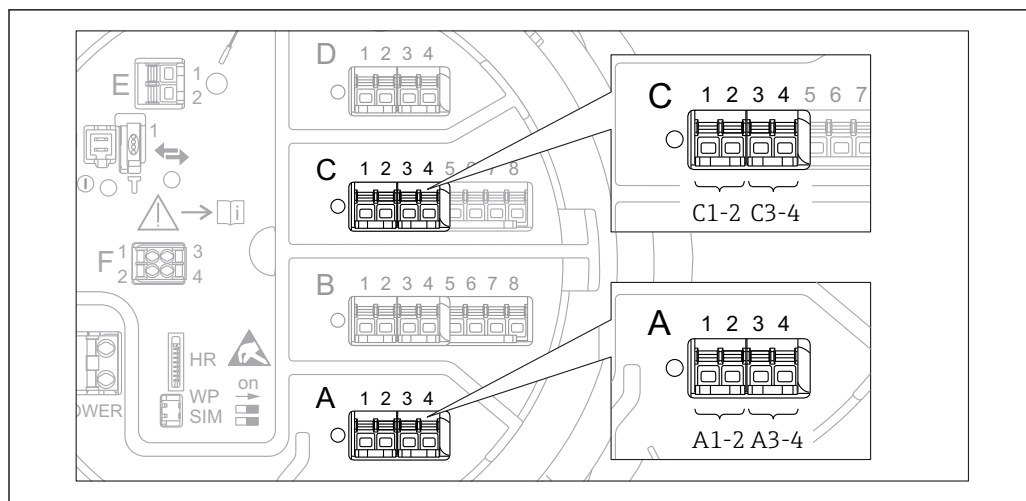 D 1 2 3 4
E 1
2
1
C 1 2 3 4 5 6 7 8
i
F 1 3
2 4
B 1 2 3 4 5 6 7 8
HR
WP on
SIM
OWER
A 1 2 3 4
C 1 2 3 4 5 6 7
C1-2 C3-4
A 1 2 3 4
A1-2 A3-4